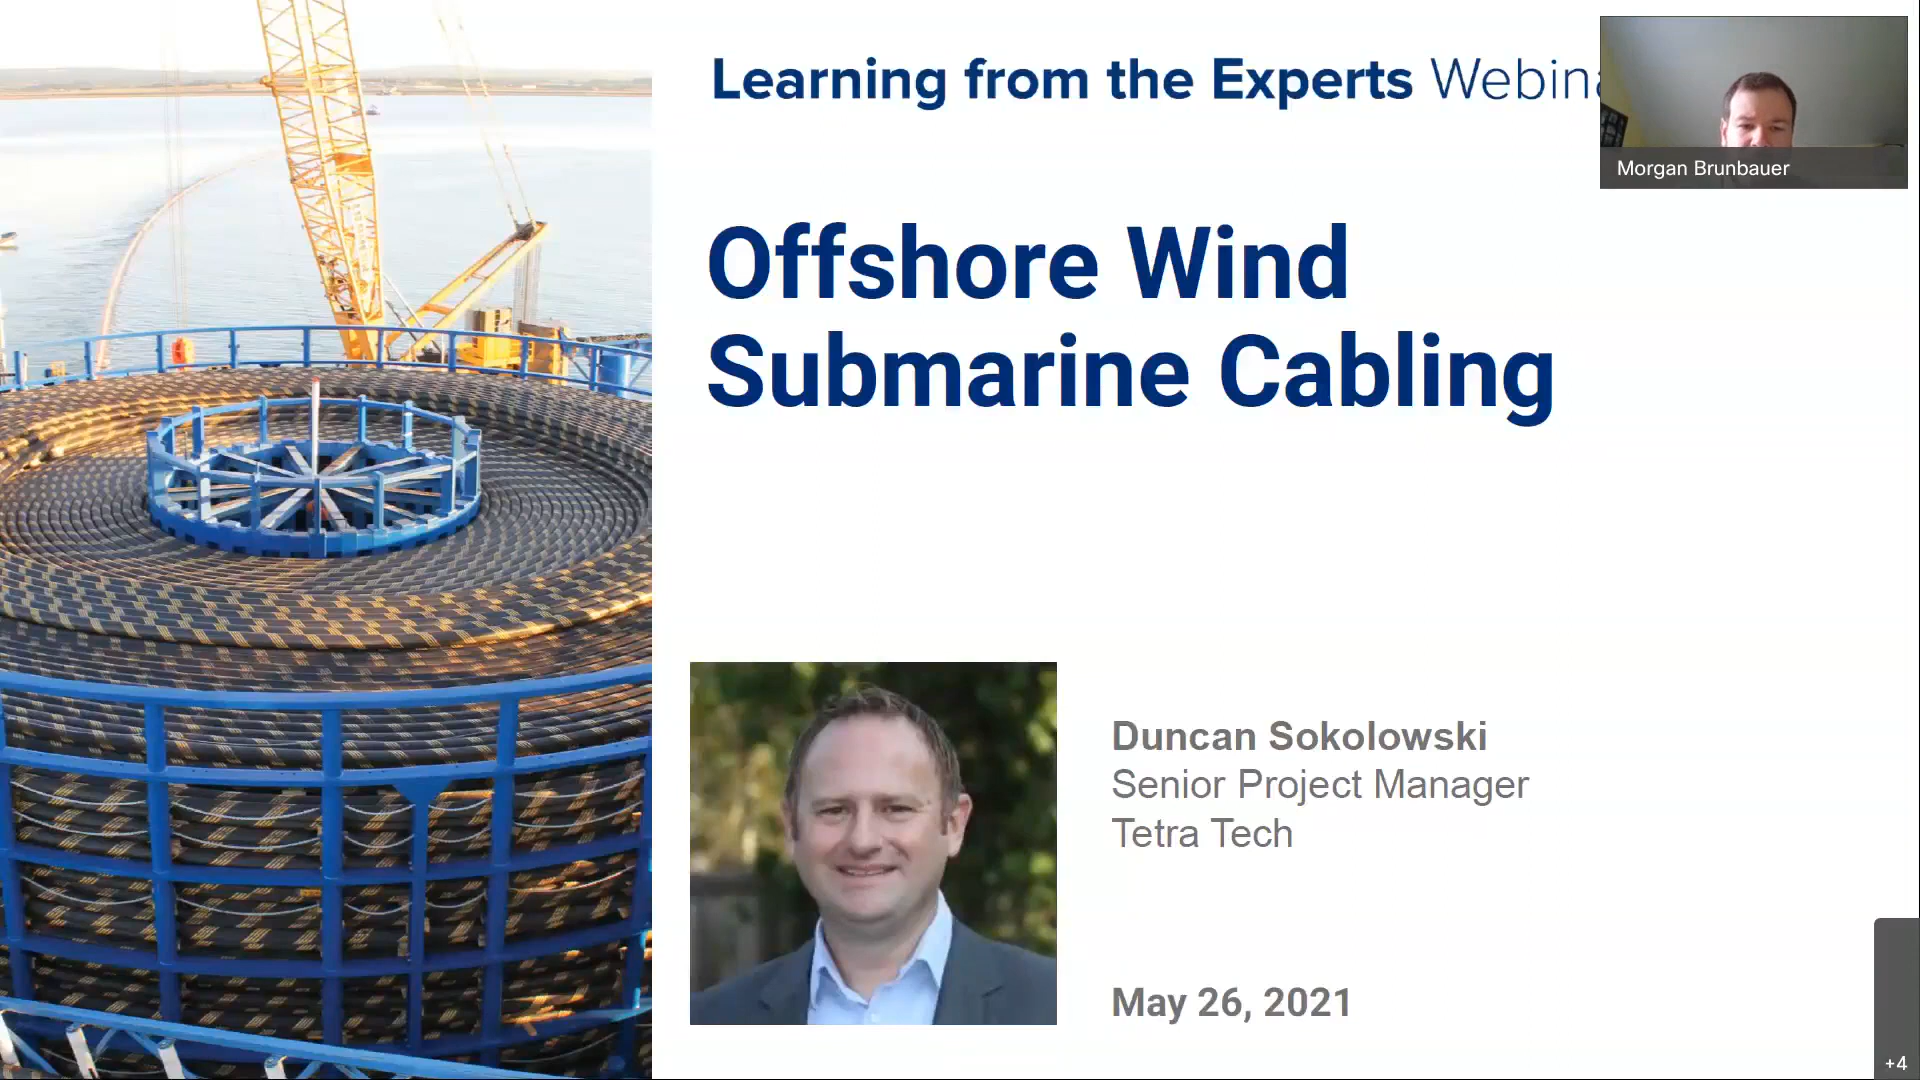 Learning from the Experts Webina
Morgan Brunbauer
Offshore Wind
Submarine Cabling
Duncan Sokolowski
Senior Project Manager
Tetra Tech
May 26, 2021
+4